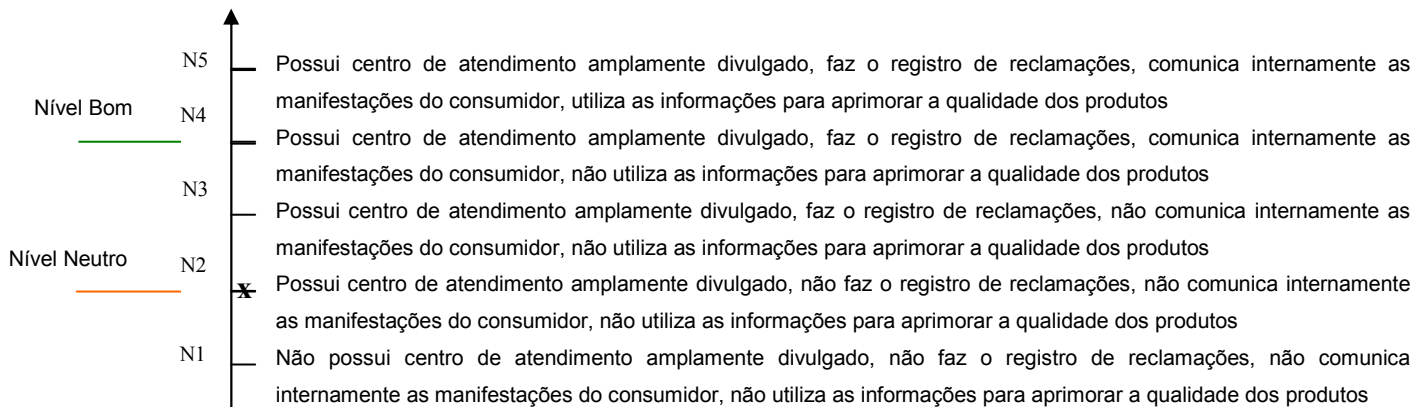 N5
Possui centro de atendimento amplamente divulgado, faz o registro de reclamações, comunica internamente as
manifestações do consumidor, utiliza as informações para aprimorar a qualidade dos produtos
Nível Bom
N4
Possui centro de atendimento amplamente divulgado, faz o registro de reclamações, comunica internamente as
manifestações do consumidor, não utiliza as informações para aprimorar a qualidade dos produtos
N3
Possui centro de atendimento amplamente divulgado, faz o registro de reclamações, não comunica internamente as
manifestações do consumidor, não utiliza as informações para aprimorar a qualidade dos produtos
Nível Neutro
N2
x
Possui centro de atendimento amplamente divulgado, não faz o registro de reclamações, não comunica internamente
as manifestações do consumidor, não utiliza as informações para aprimorar a qualidade dos produtos
N1
Não possui centro de atendimento amplamente divulgado, não faz o registro de reclamações, não comunica
internamente as manifestações do consumidor, não utiliza as informações para aprimorar a qualidade dos produtos